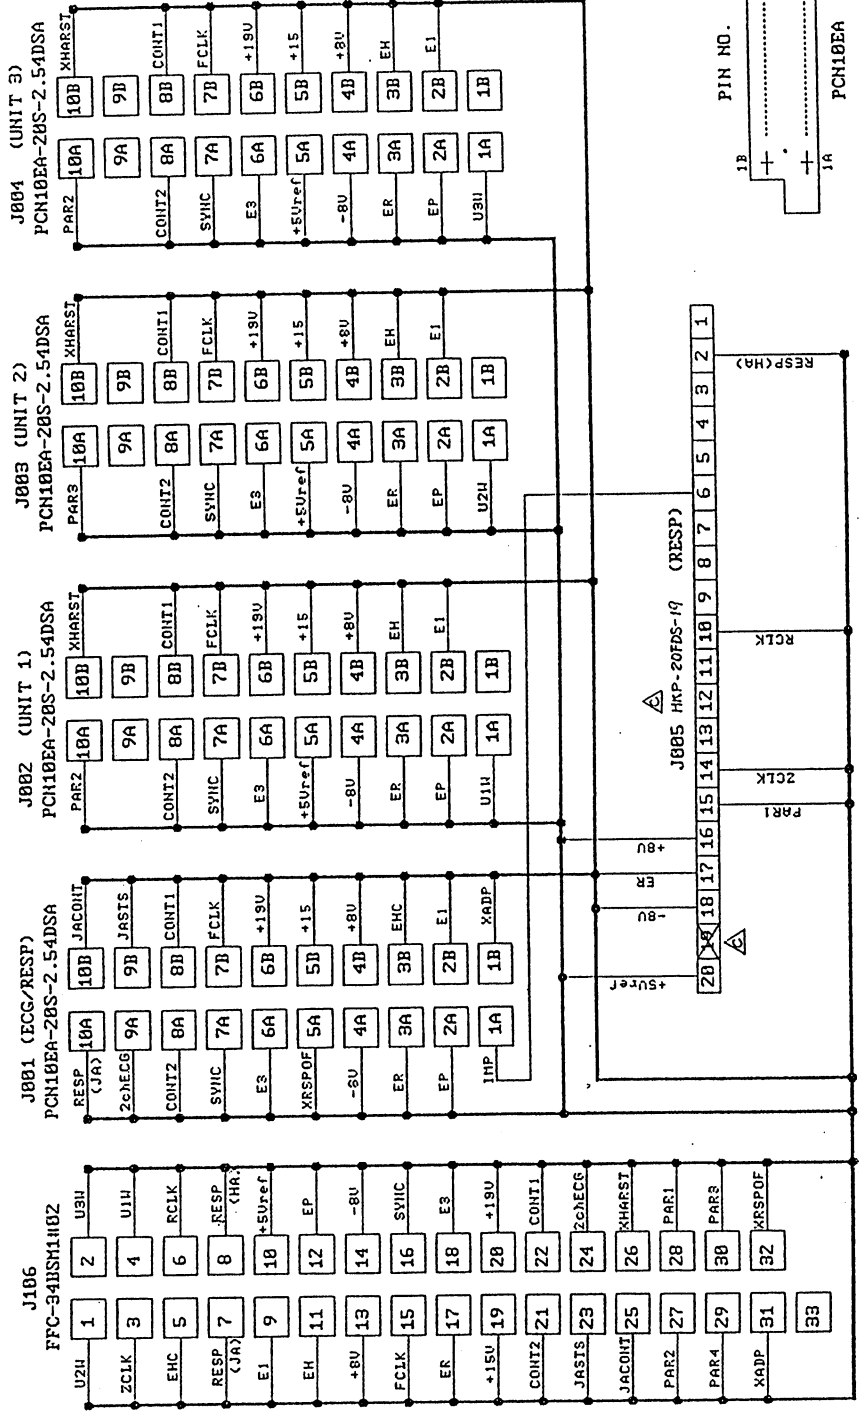 J106
FFC-34BSM1
U2W 1 2 U3W
ZCLK 3 4 U1W
EHC 5 6 RCLK
RESP (JA) 7 8 RESP (HA)
E1 9 10 +5Vref
EH 11 12 EP
+8V 13 14 -8V
FCLK 15 16 SYNC
ER 17 18 E3
+15V 19 20 +19V
CONT2 21 22 CONT1
JASTS 23 24 2chECG
JACONT 25 26 XHARST
PAR2 27 28 PAR1
PAR4 29 30 PAR3
XADP 31 32 XRSPOF
33
J001 (ECG/RESP)
PCN10EA-20S-2.54DSA
RESP (JA) 10A 10B JACONT
2chECG 9A 9B JASTS
CONT2 8A 8B CONT1
SYNC 7A 7B FCLK
E3 6A 6B +19V
XRSPOF 5A 5B +15
-8V 4A 4B +8V
ER 3A 3B EHC
EP 2A 2B E1
IMP 1A 1B XADP
J002 (UNIT 1)
PCN10EA-20S-2.54DSA
PAR2 10A 10B XHARST
9A 9B
CONT2 8A 8B CONT1
SYNC 7A 7B FCLK
E3 6A 6B +19V
+5Vref 5A 5B +15
-8V 4A 4B +8V
ER 3A 3B EH
EP 2A 2B E1
U1W 1A 1B
J003 (UNIT 2)
PCN10EA-20S-2.54DSA
PAR3 10A 10B XHARST
9A 9B
CONT2 8A 8B CONT1
SYNC 7A 7B FCLK
E3 6A 6B +19V
+5Vref 5A 5B +15
-8V 4A 4B +8V
ER 3A 3B EH
EP 2A 2B E1
U2W 1A 1B
J004 (UNIT 3)
PCN10EA-20S-2.54DSA
PAR2 10A 10B XHARST
9A 9B
CONT2 8A 8B CONT1
SYNC 7A 7B FCLK
E3 6A 6B +19V
+5Vref 5A 5B +15
-8V 4A 4B +8V
ER 3A 3B EH
EP 2A 2B E1
U3W 1A 1B
C
J005 HKP-20FDS-19 (RESP)
+5Vref -8V ER +8V
20 19 18 17 16 15 14 13 12 11 10 9 8 7 6 5 4 3 2 1
C
PAR1 ZCLK RCLK RESP(HA)
PIN NO.
1B
1A
PCN10EA